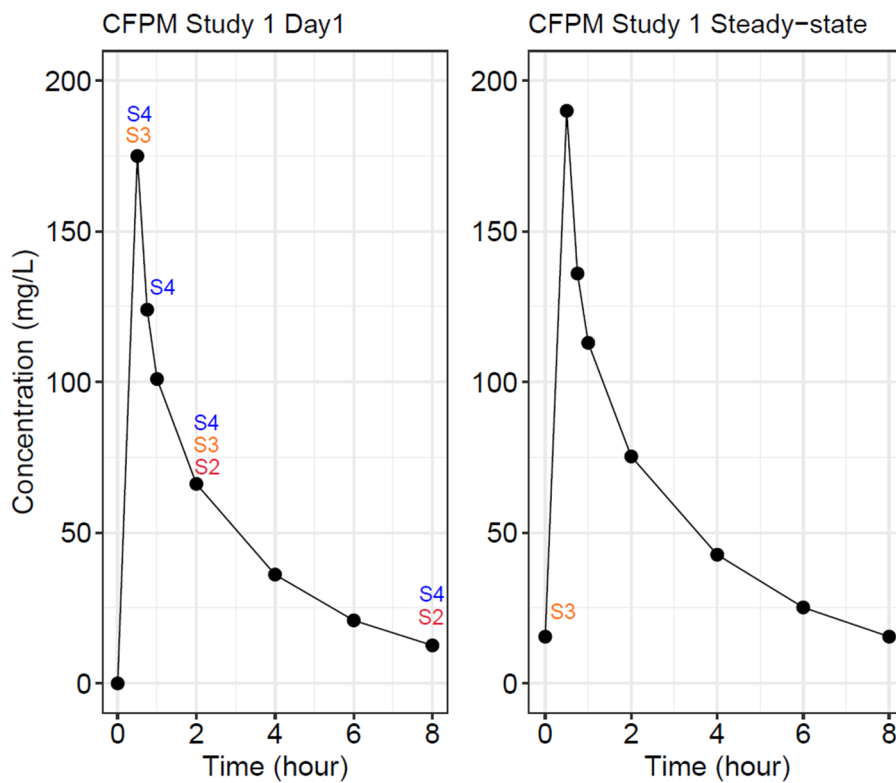 CFPM Study 1 Day1
CFPM Study 1 Steady−state
Concentration (mg/L)
200
150
100
50
0
S4
S3
S4
S4
S3
S2
S4
S2
0 2 4 6 8
Time (hour)
200
150
100
50
0
S3
0 2 4 6 8
Time (hour)